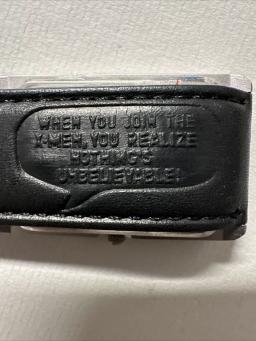 WHEN YOU JOIN THE
X-MEN, YOU REALIZE
NOTHING'S
UNBELIEVABLE!